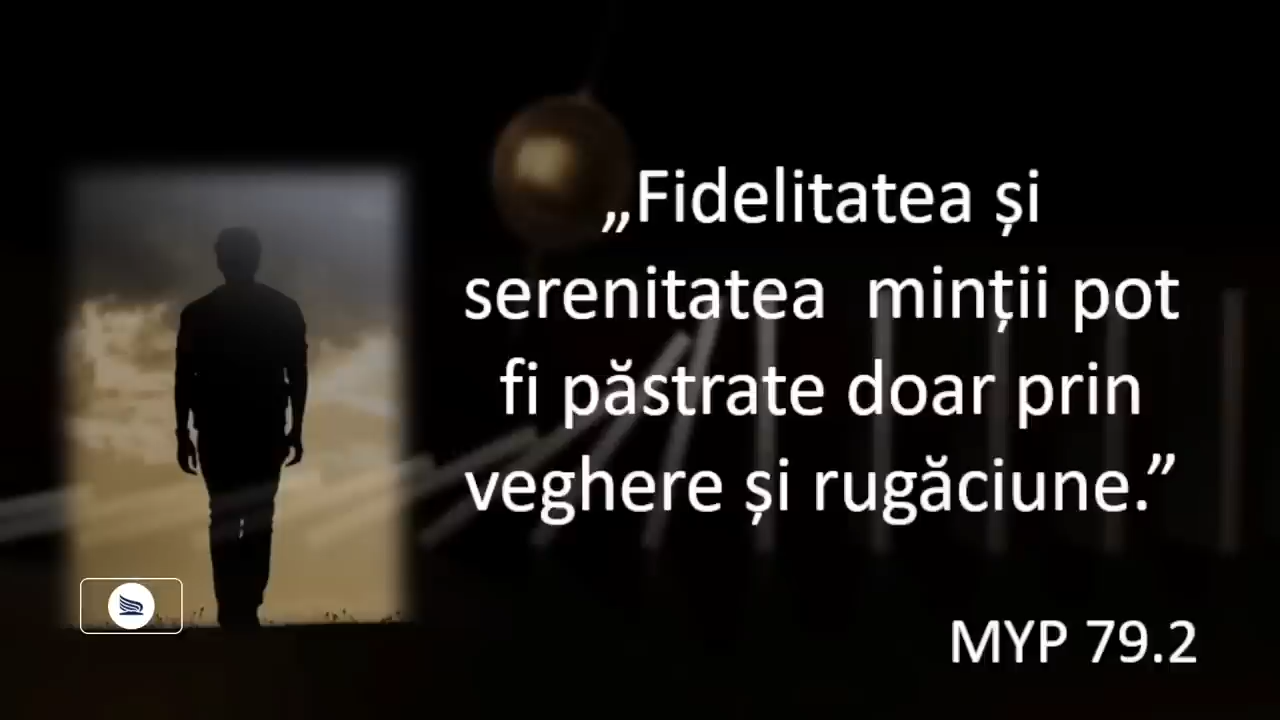 „Fidelitatea și
serenitatea minții pot
fi păstrate doar prin
veghere și rugăciune.”
MYP 79.2